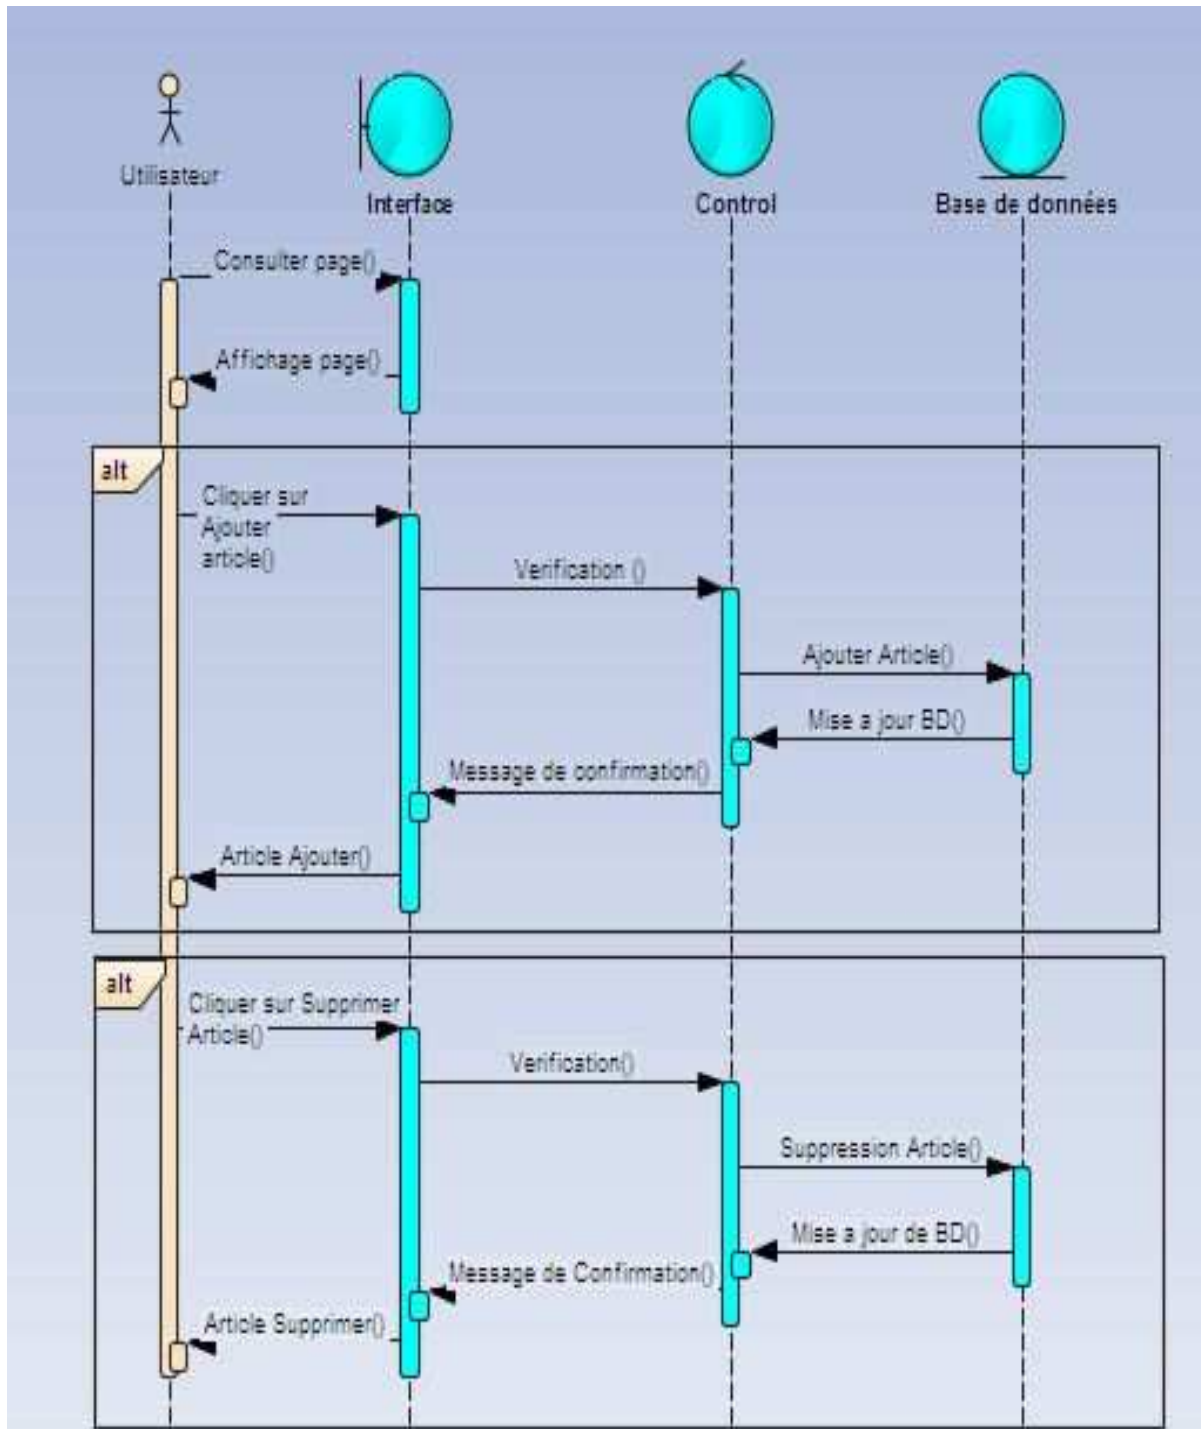 Utilisateur
Interface
Control
Base de données
Consulter page()
Affichage page()
alt
Cliquer sur
Ajouter
article()
Verification ()
Ajouter Article()
Mise a jour BD()
Message de confirmation()
Article Ajouter()
alt
Cliquer sur Supprimer
Article()
Verification()
Suppression Article()
Mise a jour de BD()
Message de Confirmation()
Article Supprimer()